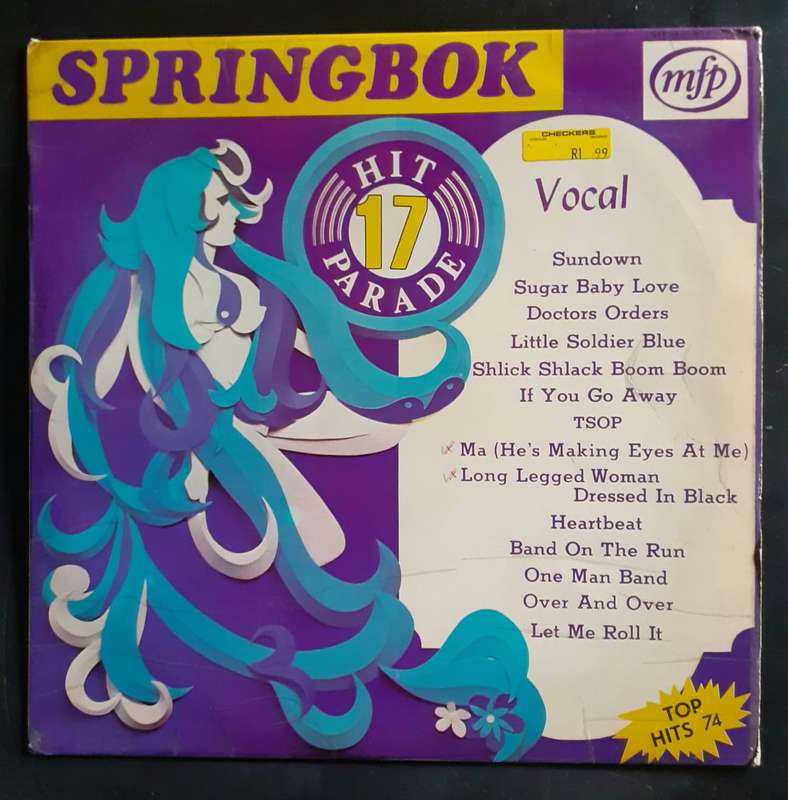 SPRINGBOK
mfp
CHECKERS
R1 99
HIT
17
PARADE
Vocal
Sundown
Sugar Baby Love
Doctors Orders
Little Soldier Blue
Shlick Shlack Boom Boom
If You Go Away
TSOP
Ma (He's Making Eyes At Me)
Long Legged Woman
Dressed In Black
Heartbeat
Band On The Run
One Man Band
Over And Over
Let Me Roll It
TOP
HITS 74